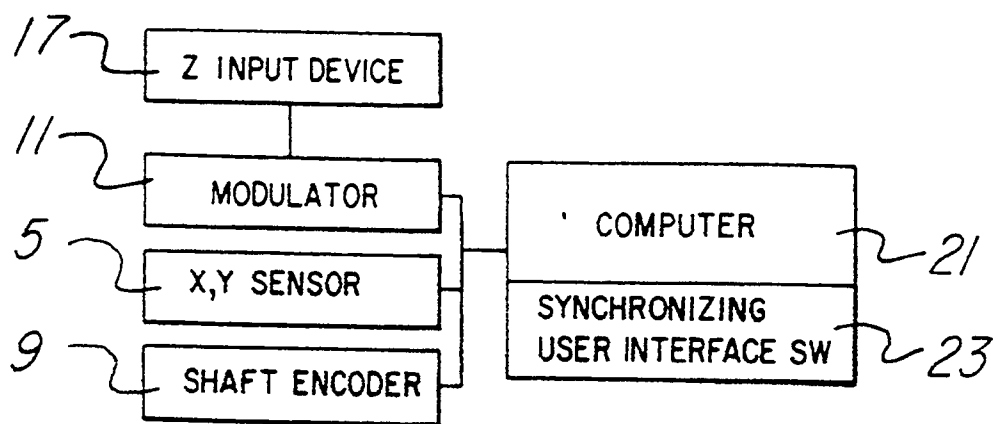 17
Z INPUT DEVICE
11
MODULATOR
5
X,Y SENSOR
9
SHAFT ENCODER
COMPUTER
21
SYNCHRONIZING
USER INTERFACE SW
23